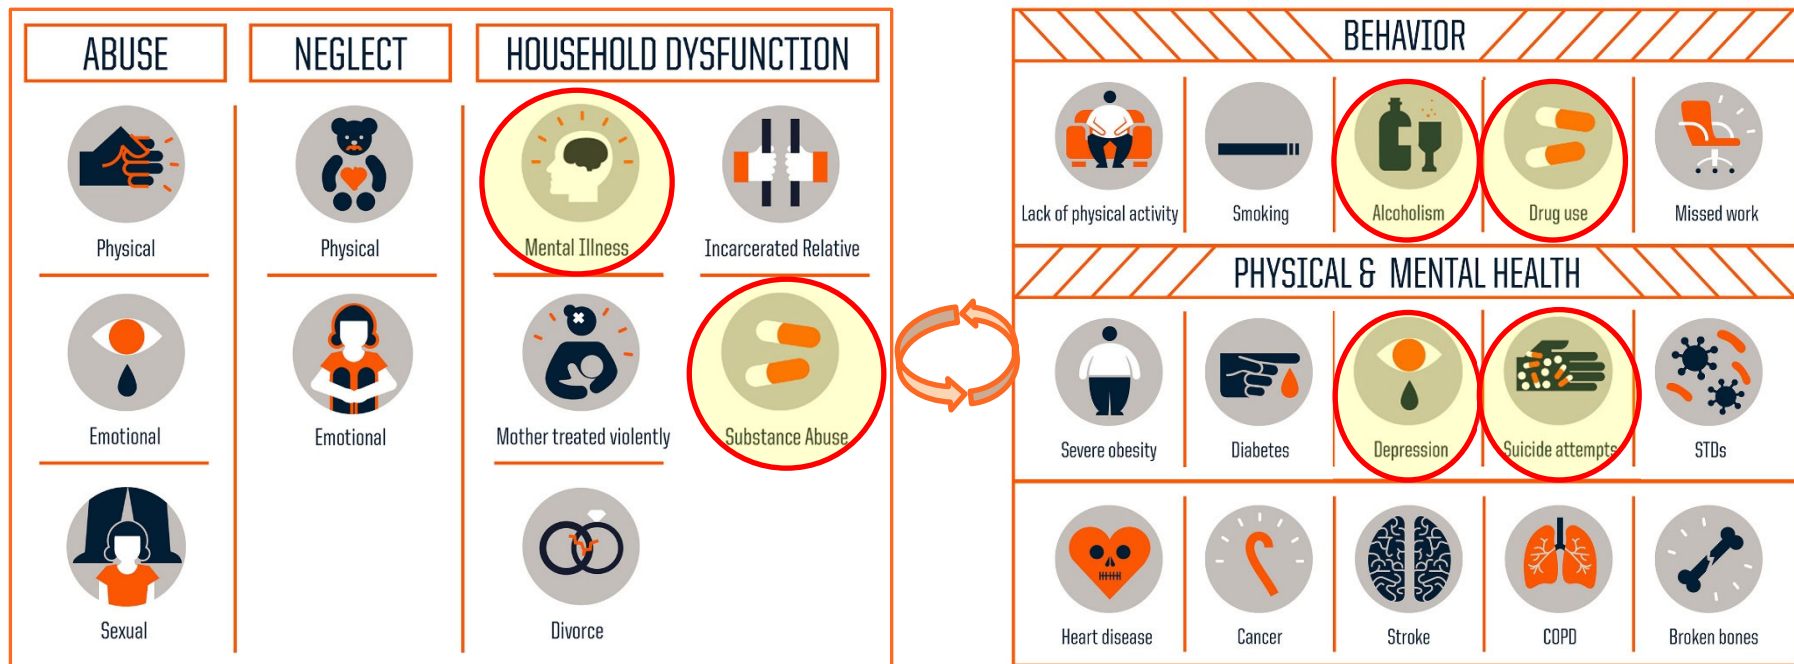 ABUSE
NEGLECT
HOUSEHOLD DYSFUNCTION
Physical
Physical
Mental Illness
Incarcerated Relative
Emotional
Emotional
Mother treated violently
Substance Abuse
Sexual
Divorce
BEHAVIOR
Lack of physical activity
Smoking
Alcoholism
Drug use
Missed work
PHYSICAL & MENTAL HEALTH
Severe obesity
Diabetes
Depression
Suicide attempts
STDs
Heart disease
Cancer
Stroke
COPD
Broken bones